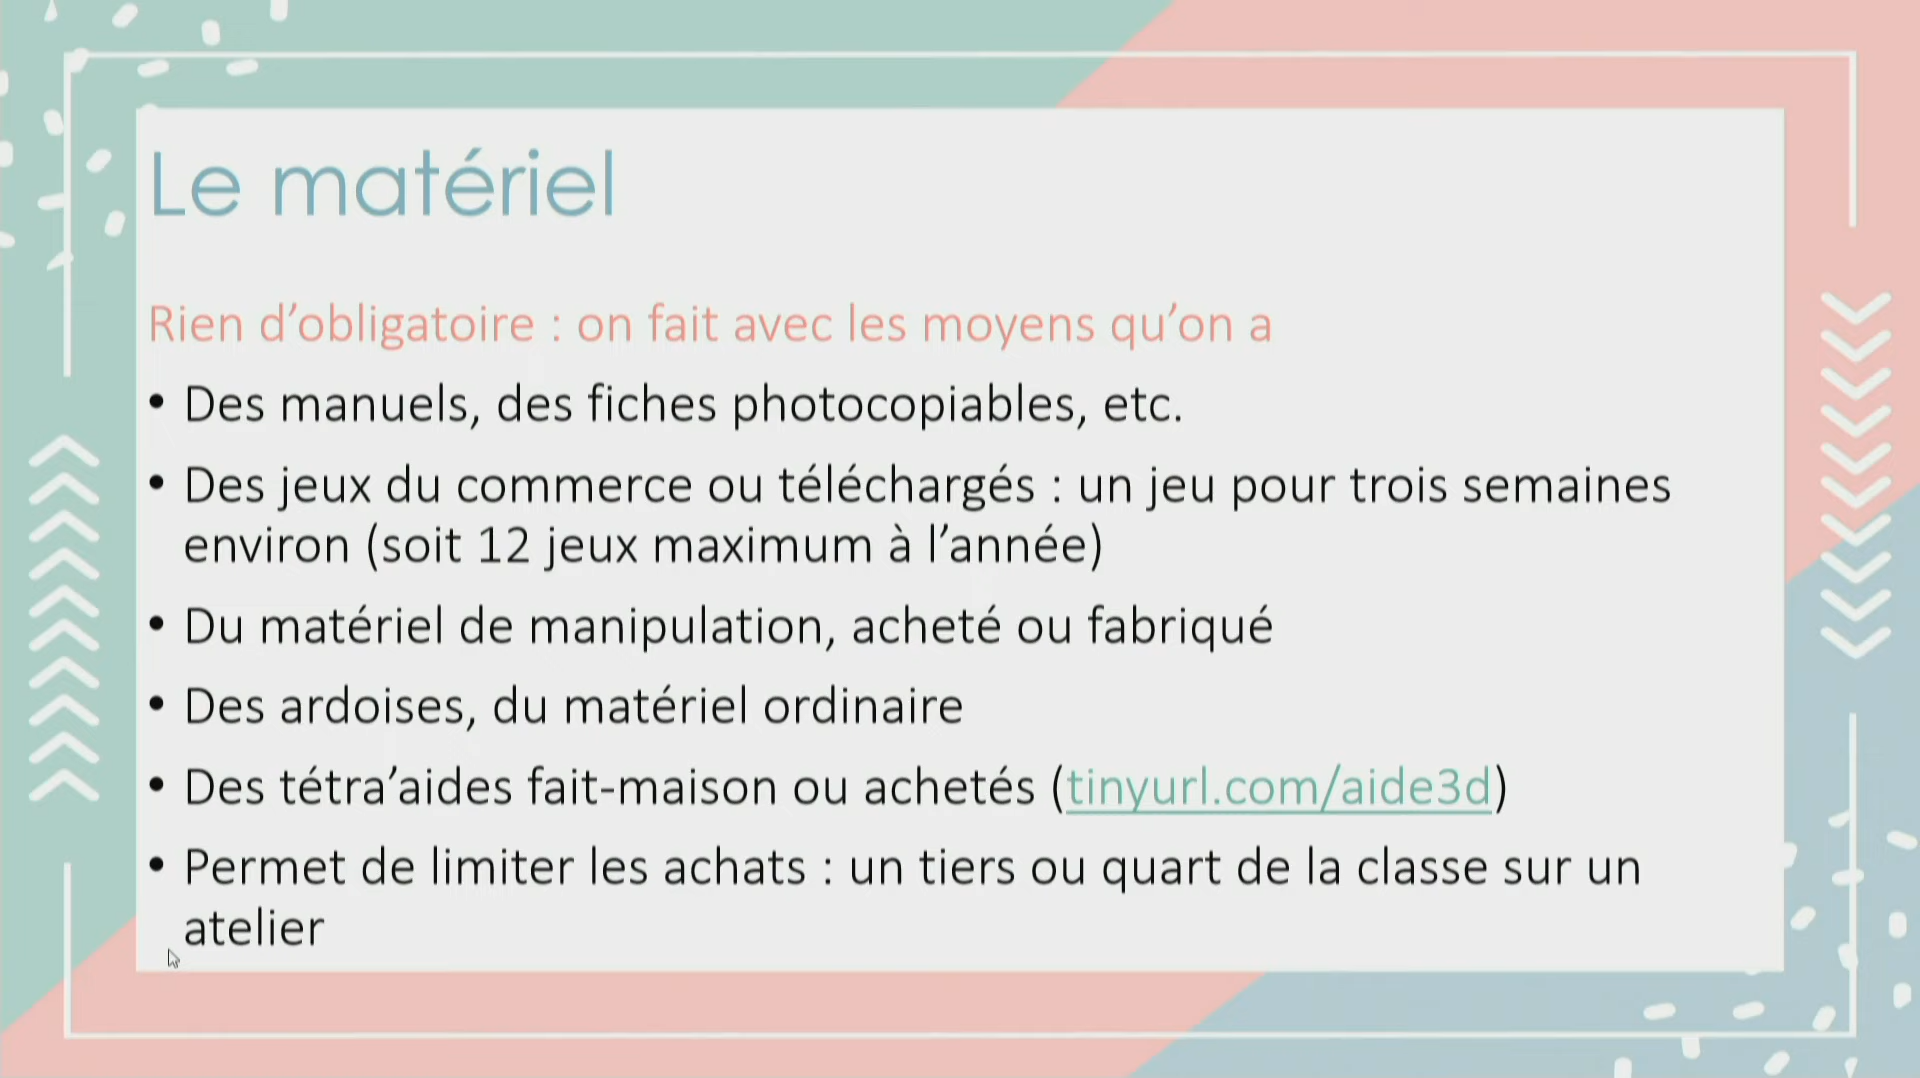 Le matériel
Rien d’obligatoire : on fait avec les moyens qu’on a
• Des manuels, des fiches photocopiables, etc.
• Des jeux du commerce ou téléchargés : un jeu pour trois semaines
environ (soit 12 jeux maximum à l’année)
• Du matériel de manipulation, acheté ou fabriqué
• Des ardoises, du matériel ordinaire
• Des tétra’aides fait-maison ou achetés (tinyurl.com/aide3d)
• Permet de limiter les achats : un tiers ou quart de la classe sur un
atelier